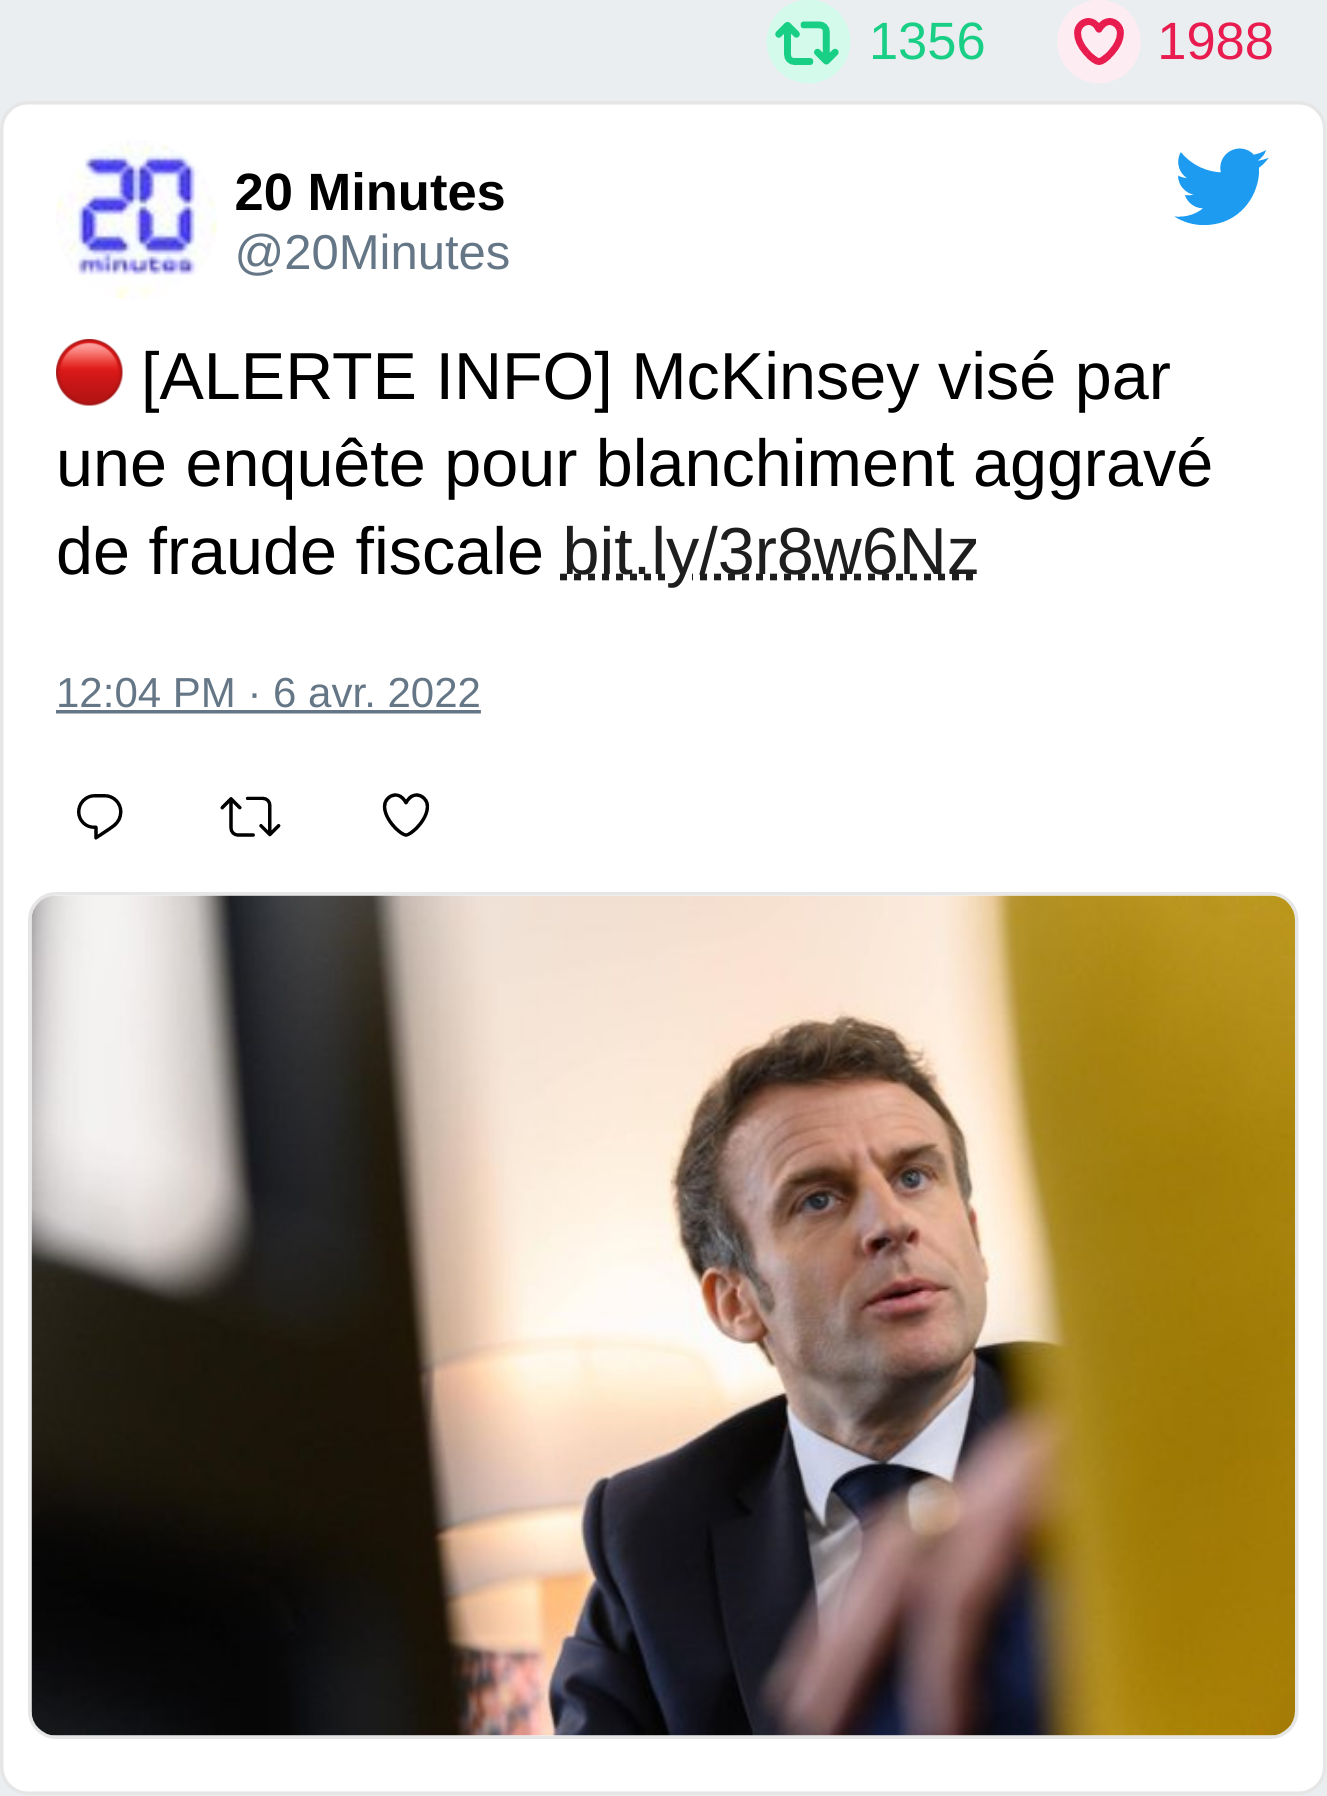 1356 1988
20 minutes
20 Minutes
@20Minutes
🔴 [ALERTE INFO] McKinsey visé par
une enquête pour blanchiment aggravé
de fraude fiscale bit.ly/3r8w6Nz
12:04 PM · 6 avr. 2022